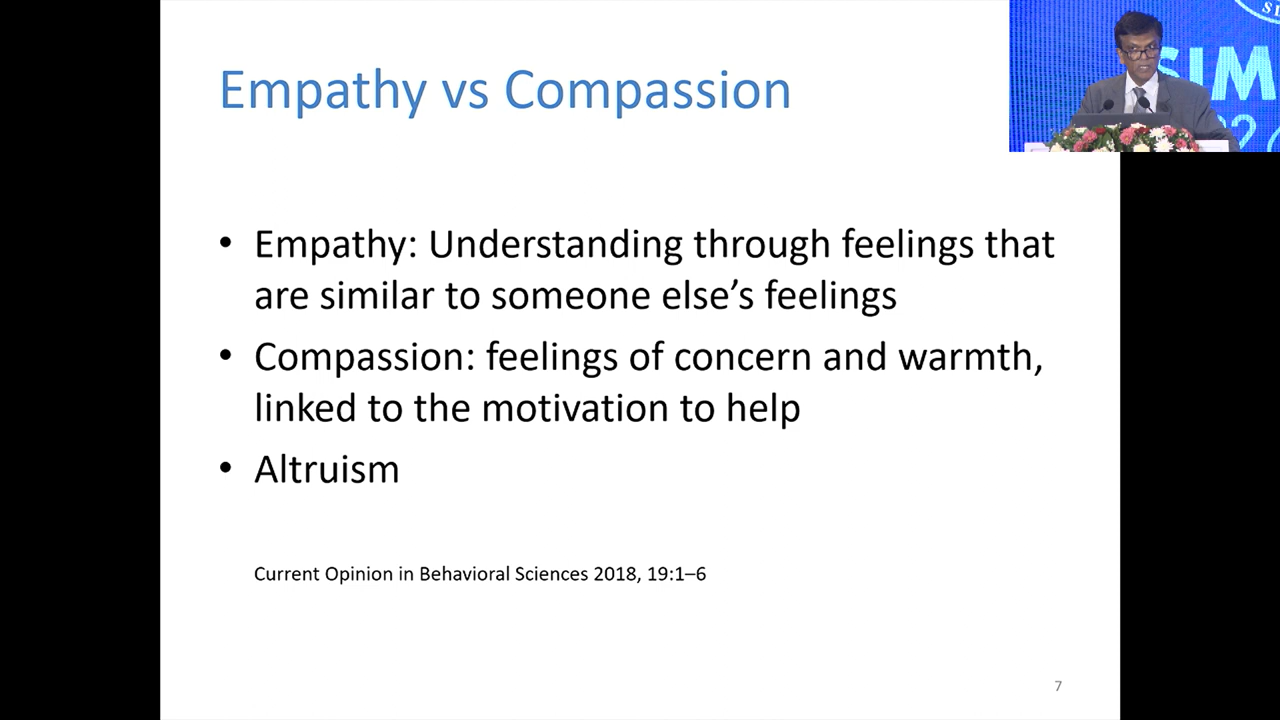 Empathy vs Compassion
SIM
• Empathy: Understanding through feelings that
are similar to someone else’s feelings
• Compassion: feelings of concern and warmth,
linked to the motivation to help
• Altruism
Current Opinion in Behavioral Sciences 2018, 19:1–6
7